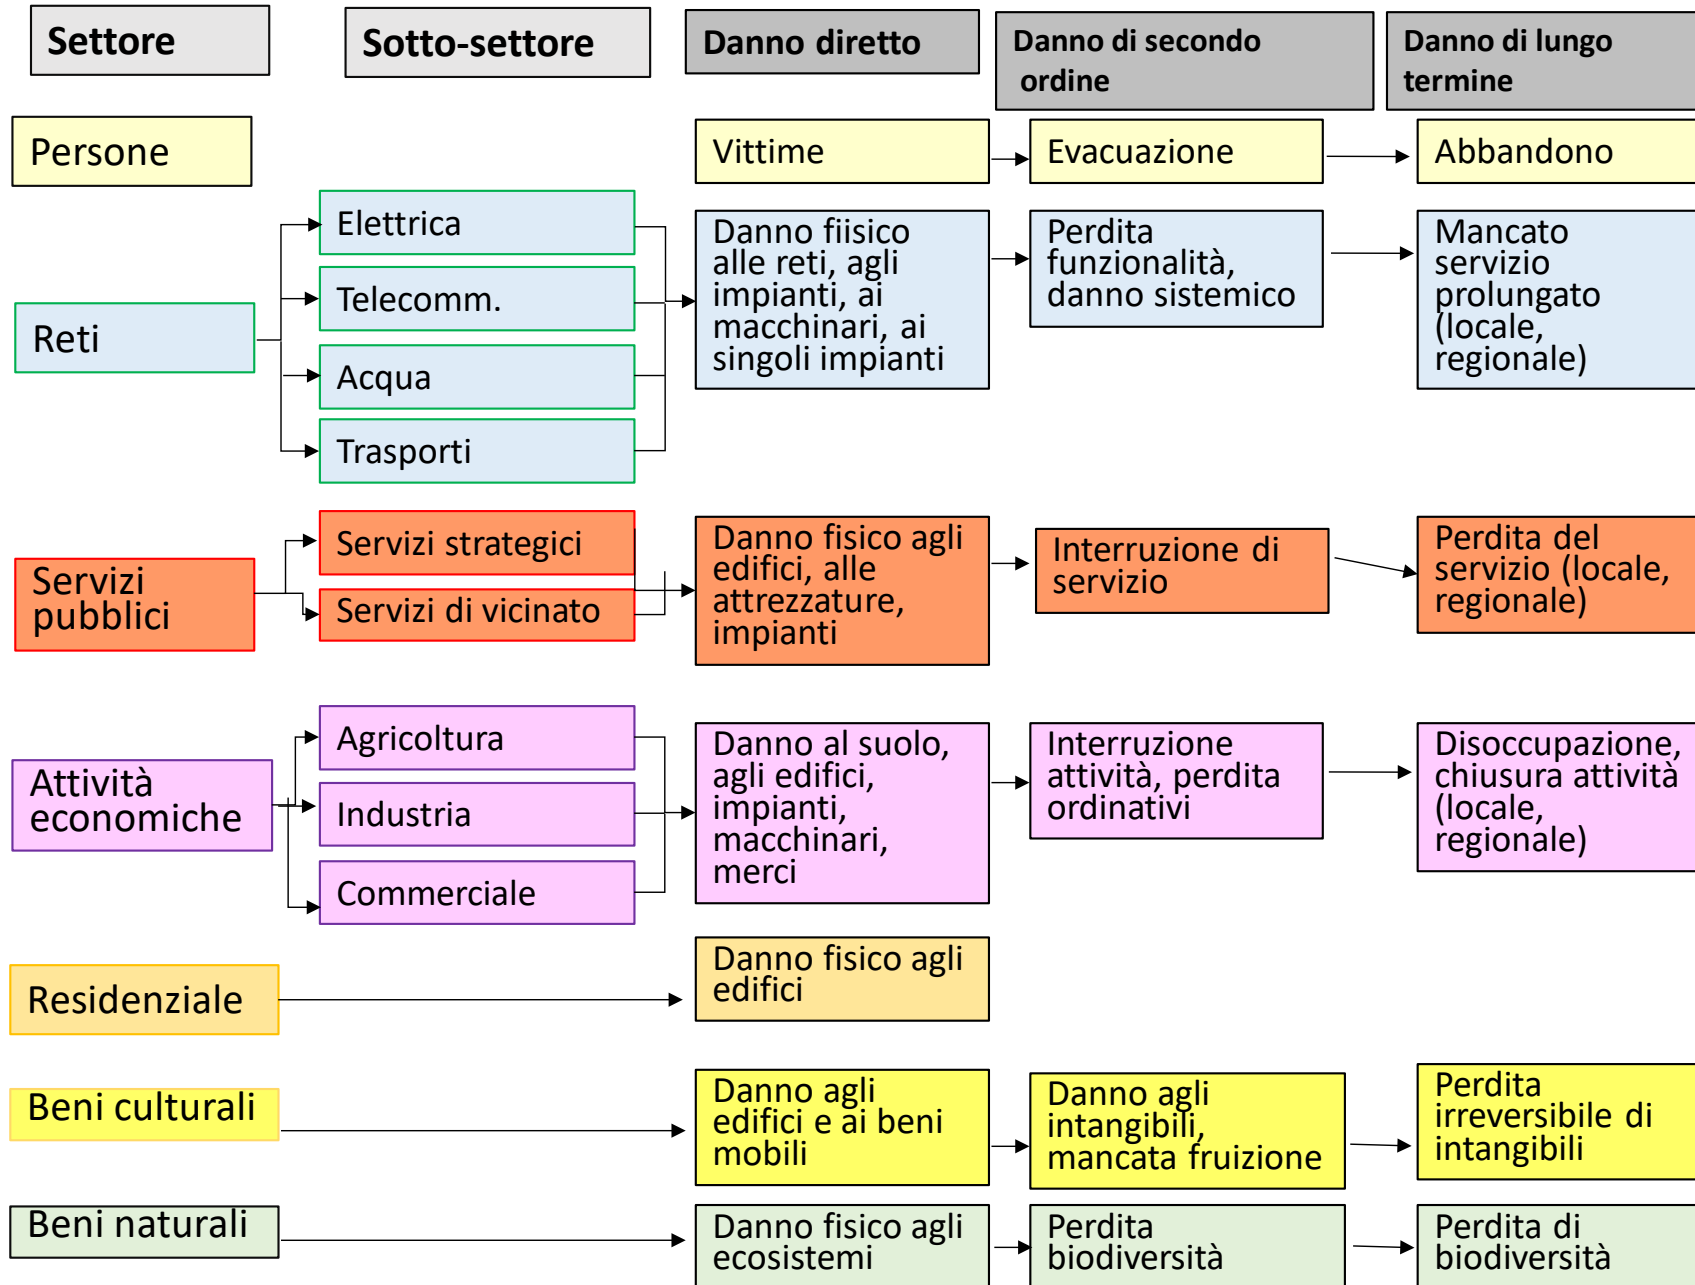 Settore
Sotto-settore
Danno diretto
Danno di secondo
ordine
Danno di lungo
termine
Persone
Vittime
Evacuazione
Abbandono
Reti
Elettrica
Telecomm.
Acqua
Trasporti
Danno fiisico
alle reti, agli
impianti, ai
macchinari, ai
singoli impianti
Perdita
funzionalità,
danno sistemico
Mancato
servizio
prolungato
(locale,
regionale)
Servizi
pubblici
Servizi strategici
Servizi di vicinato
Danno fisico agli
edifici, alle
attrezzature,
impianti
Interruzione di
servizio
Perdita del
servizio (locale,
regionale)
Attività
economiche
Agricoltura
Industria
Commerciale
Danno al suolo,
agli edifici,
impianti,
macchinari,
merci
Interruzione
attività, perdita
ordinativi
Disoccupazione,
chiusura attività
(locale,
regionale)
Residenziale
Danno fisico agli
edifici
Beni culturali
Danno agli
edifici e ai beni
mobili
Danno agli
intangibili,
mancata fruizione
Perdita
irreversibile di
intangibili
Beni naturali
Danno fisico agli
ecosistemi
Perdita
biodiversità
Perdita di
biodiversità